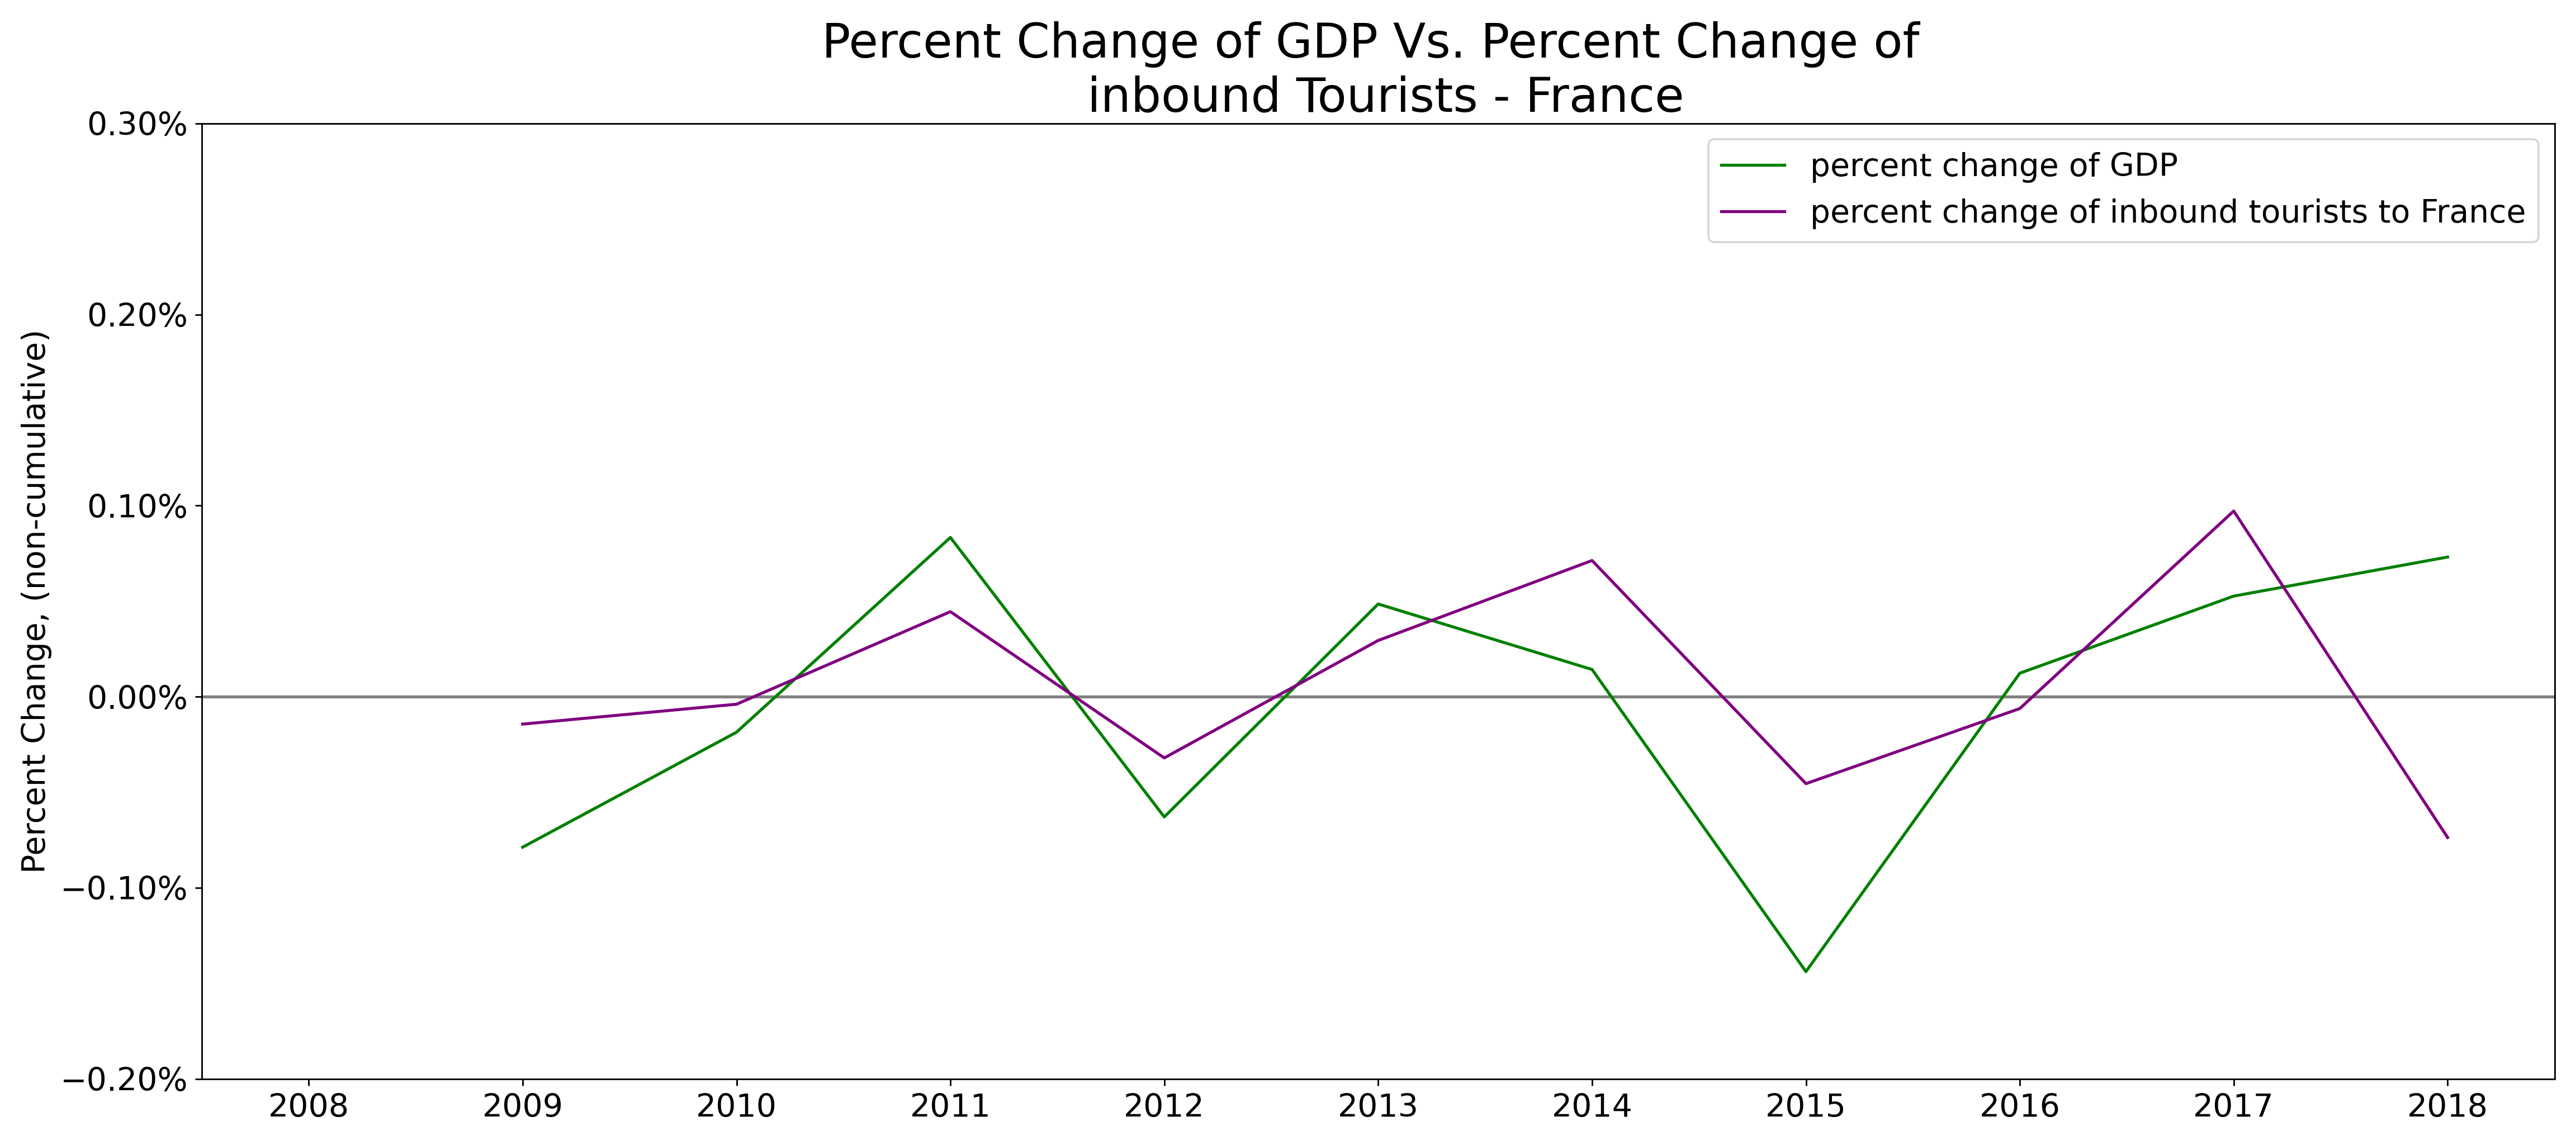 Percent Change of GDP Vs. Percent Change of
inbound Tourists - France
percent change of GDP
percent change of inbound tourists to France
Percent Change, (non-cumulative)
0.30%
0.20%
0.10%
0.00%
−0.10%
−0.20%
2008 2009 2010 2011 2012 2013 2014 2015 2016 2017 2018